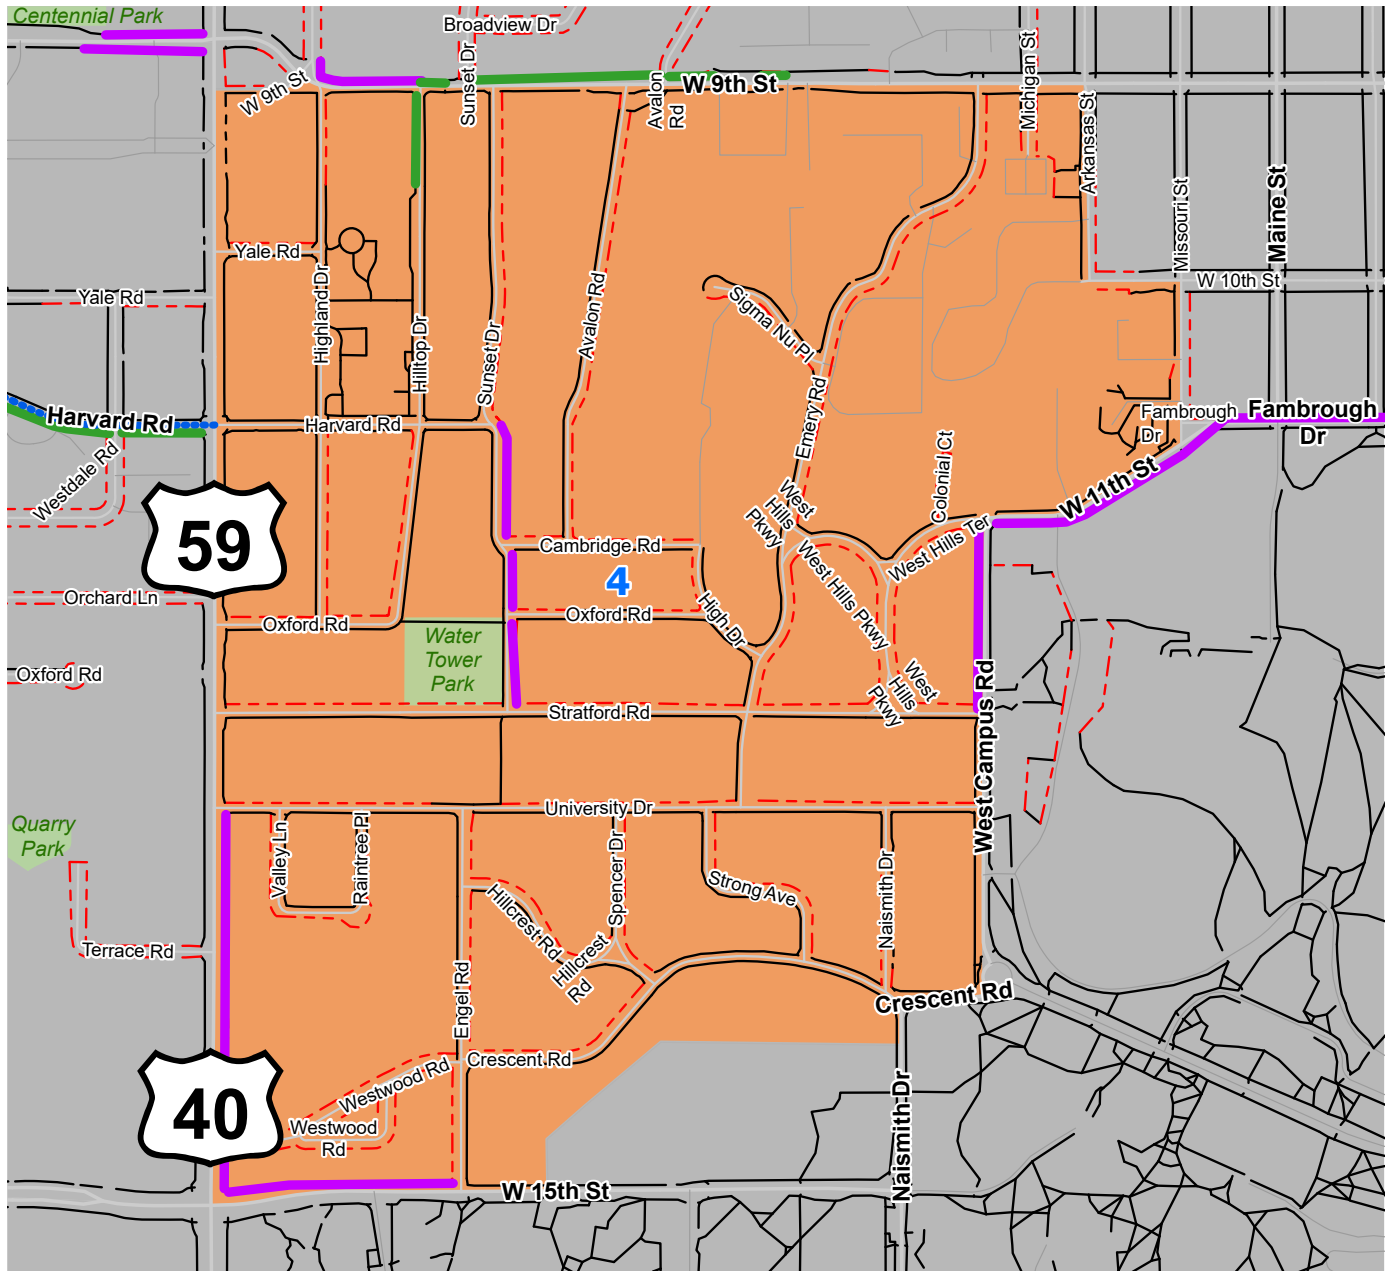 Centennial Park
Broadview Dr
Sunset Dr
Avalon
Rd
Michigan St
W 9th St
W 9th St
Arkansas St
Missouri St
Maine St
Yale Rd
Yale Rd
Highland Dr
Hilltop Dr
Sunset Dr
Avalon Rd
Sigma Nu Pl
Emery Rd
W 10th St
Harvard Rd
Harvard Rd
Westdale Rd
Fambrough
Dr
Fambrough
Dr
W 11th St
Colonial Ct
West Hills Ter
West
Hills
Pkwy
West Hills Pkwy
West
Hills
Pkwy
59
Cambridge Rd
4
Orchard Ln
Oxford Rd
Oxford Rd
High Dr
Water
Tower
Park
Oxford Rd
Stratford Rd
West Campus Rd
University Dr
Quarry
Park
Valley Ln
Raintree Pl
Spencer Dr
Strong Ave
Naismith Dr
Hillcrest Rd
Hillcrest
Rd
Terrace Rd
Engel Rd
Crescent Rd
Crescent Rd
Westwood Rd
Westwood
Rd
40
Naismith Dr
W 15th St